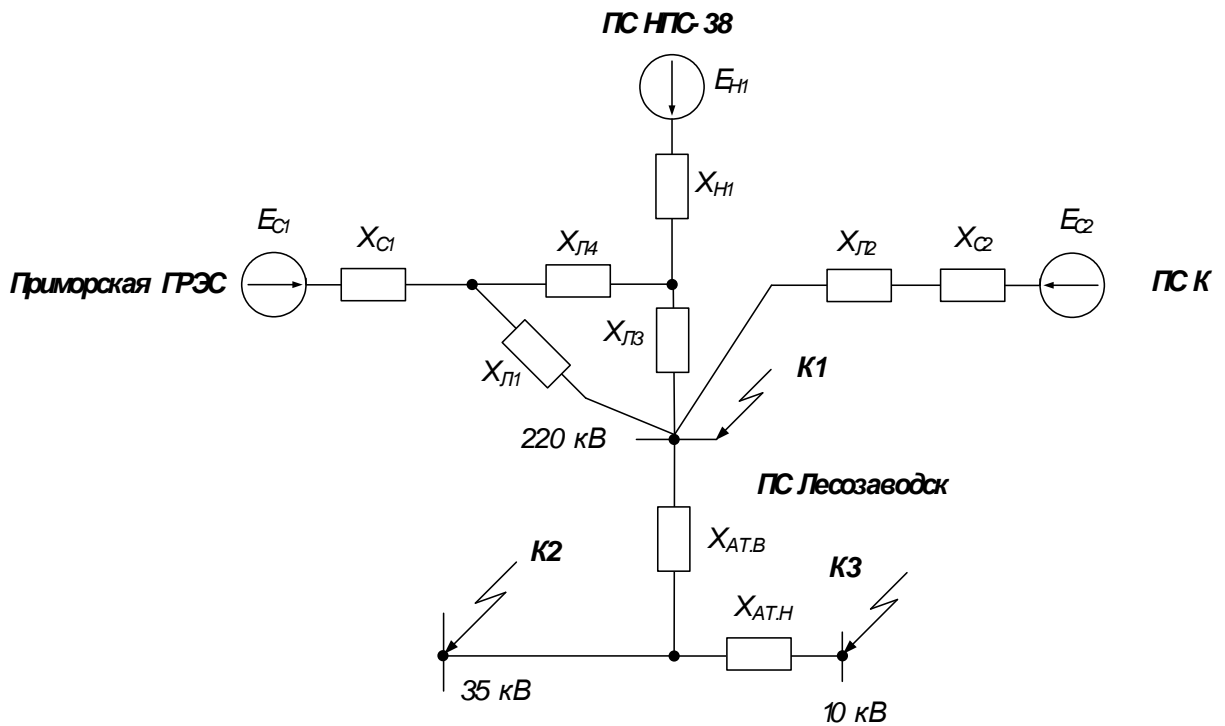 ПС НПС-38
E_Н1
X_Н1
E_С1
X_С1
X_Л4
X_Л2
X_С2
E_С2
Приморская ГРЭС
ПС К
X_Л3
X_Л1
К1
220 кВ
ПС Лесозаводск
X_АТ.В
К2
К3
X_АТ.Н
35 кВ
10 кВ